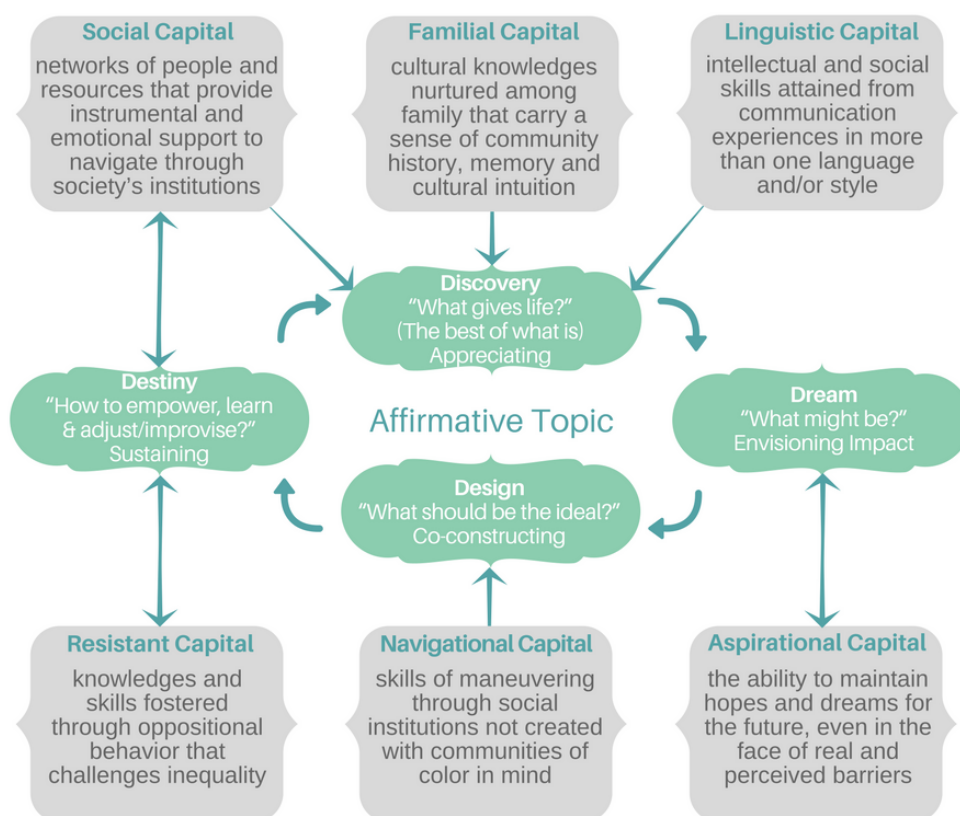 Social Capital
networks of people and
resources that provide
instrumental and
emotional support to
navigate through
society's institutions
Familial Capital
cultural knowledges
nurtured among
family that carry a
sense of community
history, memory and
cultural intuition
Linguistic Capital
intellectual and social
skills attained from
communication
experiences in more
than one language
and/or style
Discovery
“What gives life?”
(The best of what is)
Appreciating
Destiny
“How to empower, learn
& adjust/improvise?”
Sustaining
Affirmative Topic
Dream
“What might be?”
Envisioning Impact
Design
“What should be the ideal?”
Co-constructing
Resistant Capital
knowledges and
skills fostered
through oppositional
behavior that
challenges inequality
Navigational Capital
skills of maneuvering
through social
institutions not created
with communities of
color in mind
Aspirational Capital
the ability to maintain
hopes and dreams for
the future, even in the
face of real and
perceived barriers